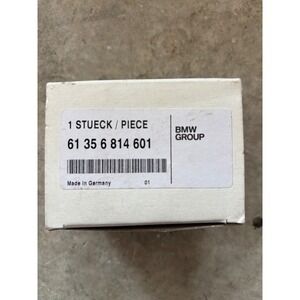 1 STUECK / PIECE
61 35 6 814 601
BMW
GROUP
Made in Germany 01